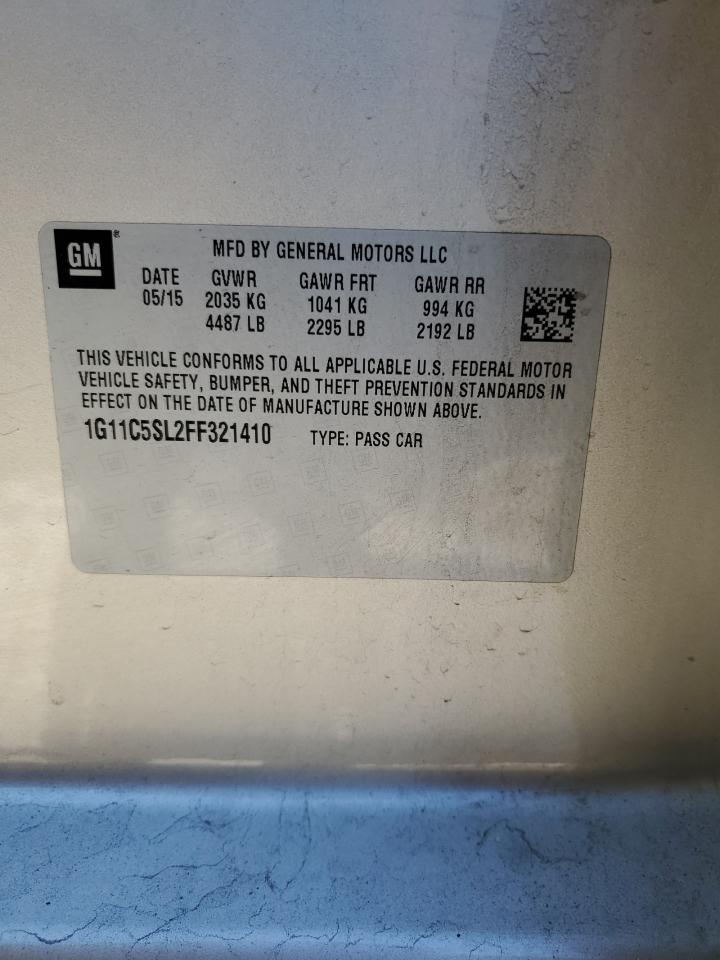 GM®
MFD BY GENERAL MOTORS LLC
DATE GVWR GAWR FRT GAWR RR
05/15 2035 KG 1041 KG 994 KG
4487 LB 2295 LB 2192 LB
THIS VEHICLE CONFORMS TO ALL APPLICABLE U.S. FEDERAL MOTOR
VEHICLE SAFETY, BUMPER, AND THEFT PREVENTION STANDARDS IN
EFFECT ON THE DATE OF MANUFACTURE SHOWN ABOVE.
1G11C5SL2FF321410 TYPE: PASS CAR